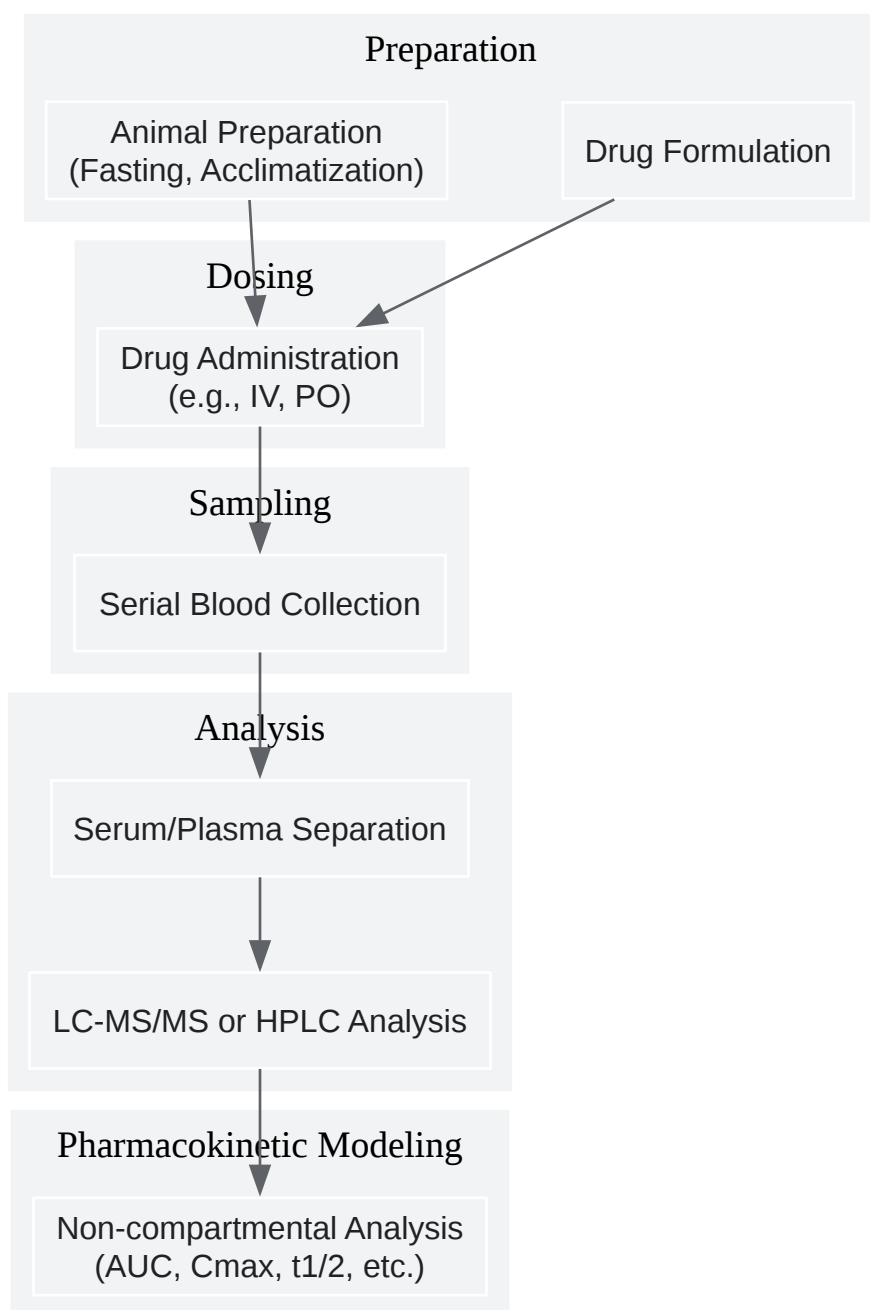 Preparation
Animal Preparation
(Fasting, Acclimatization)
Drug Formulation
Dosing
Drug Administration
(e.g., IV, PO)
Sampling
Serial Blood Collection
Analysis
Serum/Plasma Separation
LC-MS/MS or HPLC Analysis
Pharmacokinetic Modeling
Non-compartmental Analysis
(AUC, Cmax, t1/2, etc.)